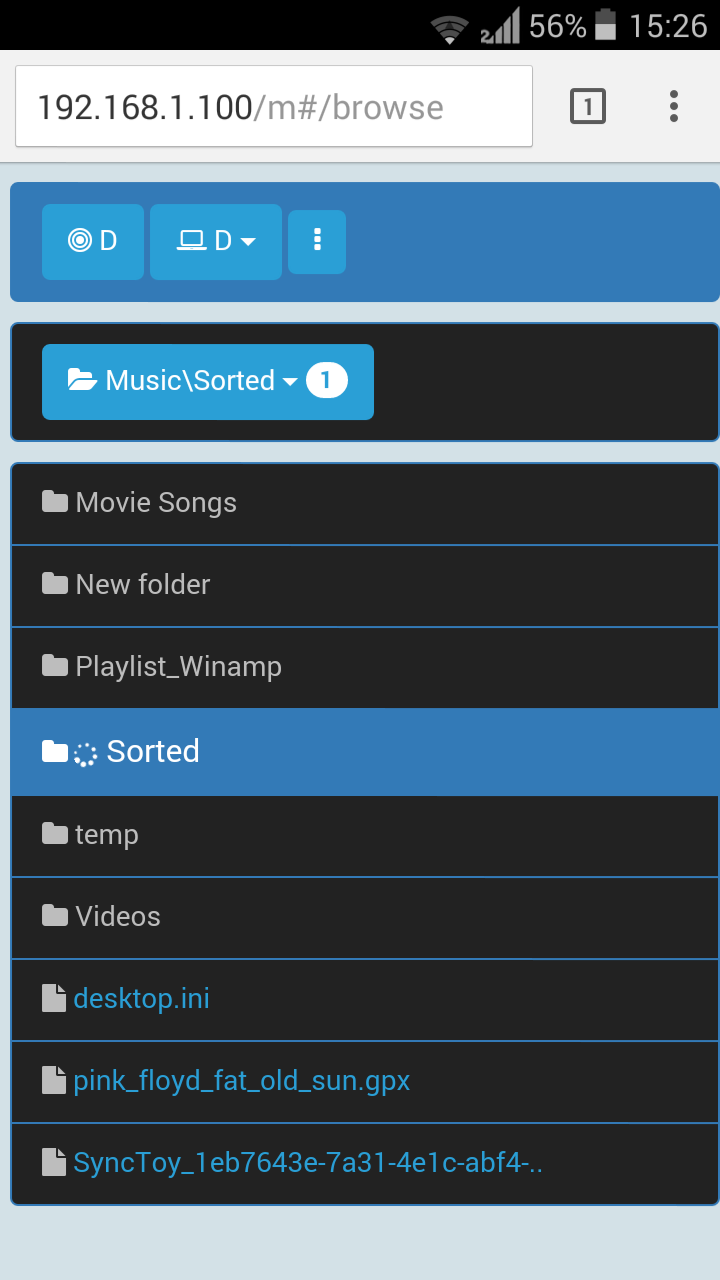 2 56% 15:26
192.168.1.100/m#/browse 1
D D
Music\Sorted 1
Movie Songs
New folder
Playlist_Winamp
Sorted
temp
Videos
desktop.ini
pink_floyd_fat_old_sun.gpx
SyncToy_1eb7643e-7a31-4e1c-abf4-..